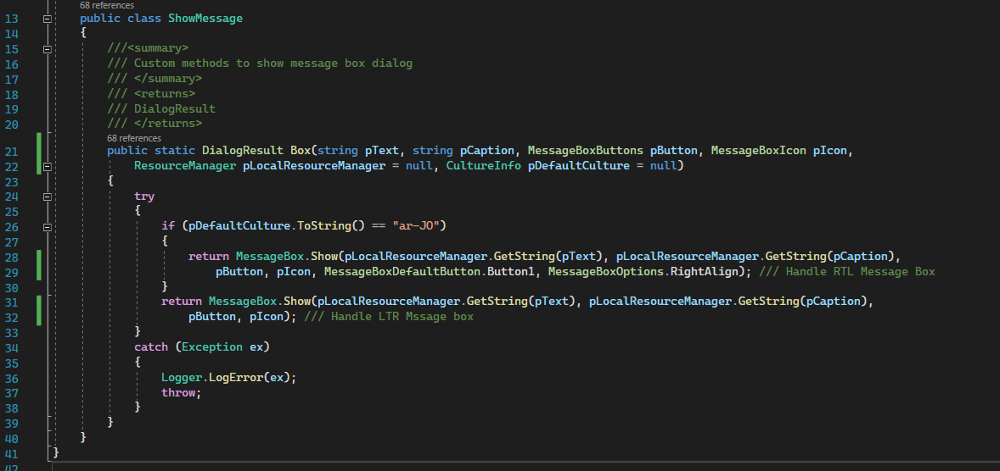 68 references
13 public class ShowMessage
14 {
15 ///<summary>
16 /// Custom methods to show message box dialog
17 /// </summary>
18 /// <returns>
19 /// DialogResult
20 /// </returns>
68 references
21 public static DialogResult Box(string pText, string pCaption, MessageBoxButtons pButton, MessageBoxIcon pIcon,
22 ResourceManager pLocalResourceManager = null, CultureInfo pDefaultCulture = null)
23 {
24 try
25 {
26 if (pDefaultCulture.ToString() == "ar-JO")
27 {
28 return MessageBox.Show(pLocalResourceManager.GetString(pText), pLocalResourceManager.GetString(pCaption),
29 pButton, pIcon, MessageBoxDefaultButton.Button1, MessageBoxOptions.RightAlign); /// Handle RTL Message Box
30 }
31 return MessageBox.Show(pLocalResourceManager.GetString(pText), pLocalResourceManager.GetString(pCaption),
32 pButton, pIcon); /// Handle LTR Mssage box
33 }
34 catch (Exception ex)
35 {
36 Logger.LogError(ex);
37 throw;
38 }
39 }
40 }
41 }
42